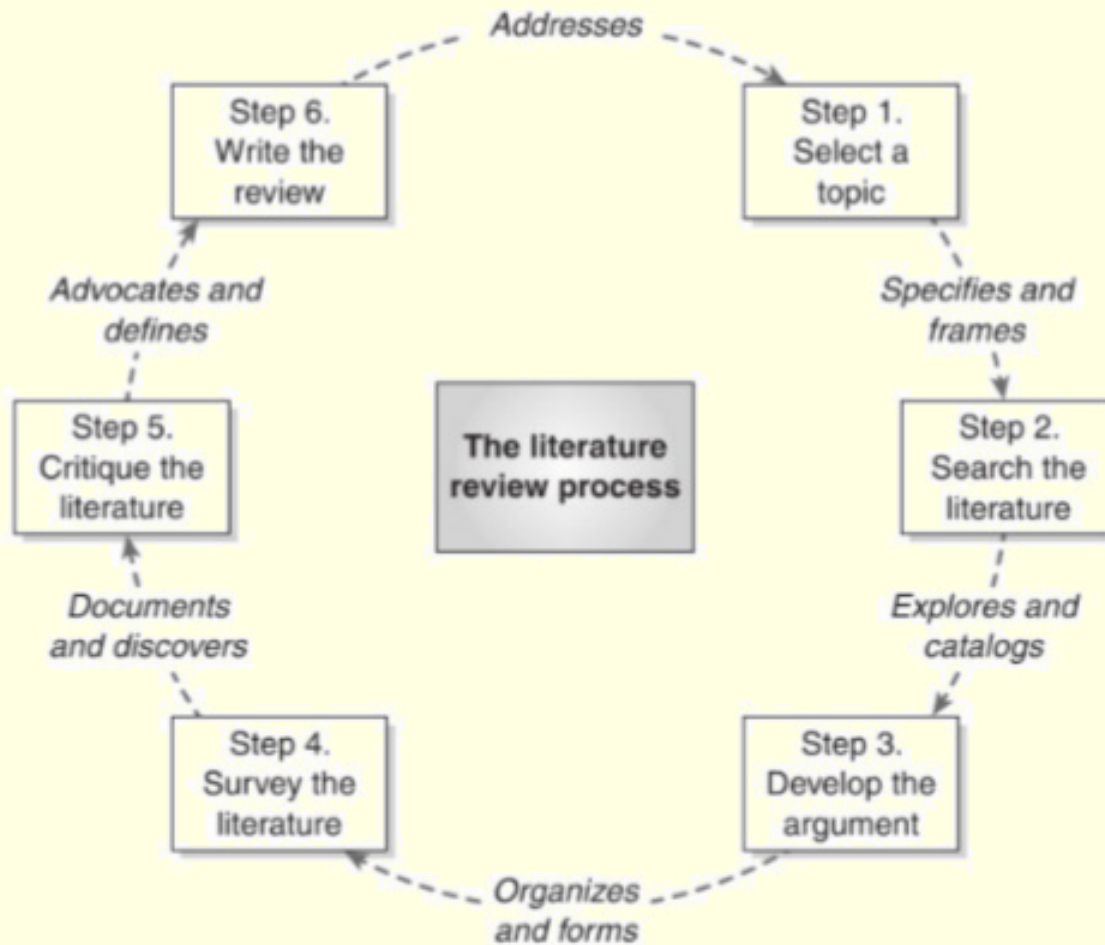 Addresses
Step 6.
Write the
review
Step 1.
Select a
topic
Advocates and
defines
Specifies and
frames
Step 5.
Critique the
literature
The literature
review process
Step 2.
Search the
literature
Documents
and discovers
Explores and
catalogs
Step 4.
Survey the
literature
Step 3.
Develop the
argument
Organizes
and forms